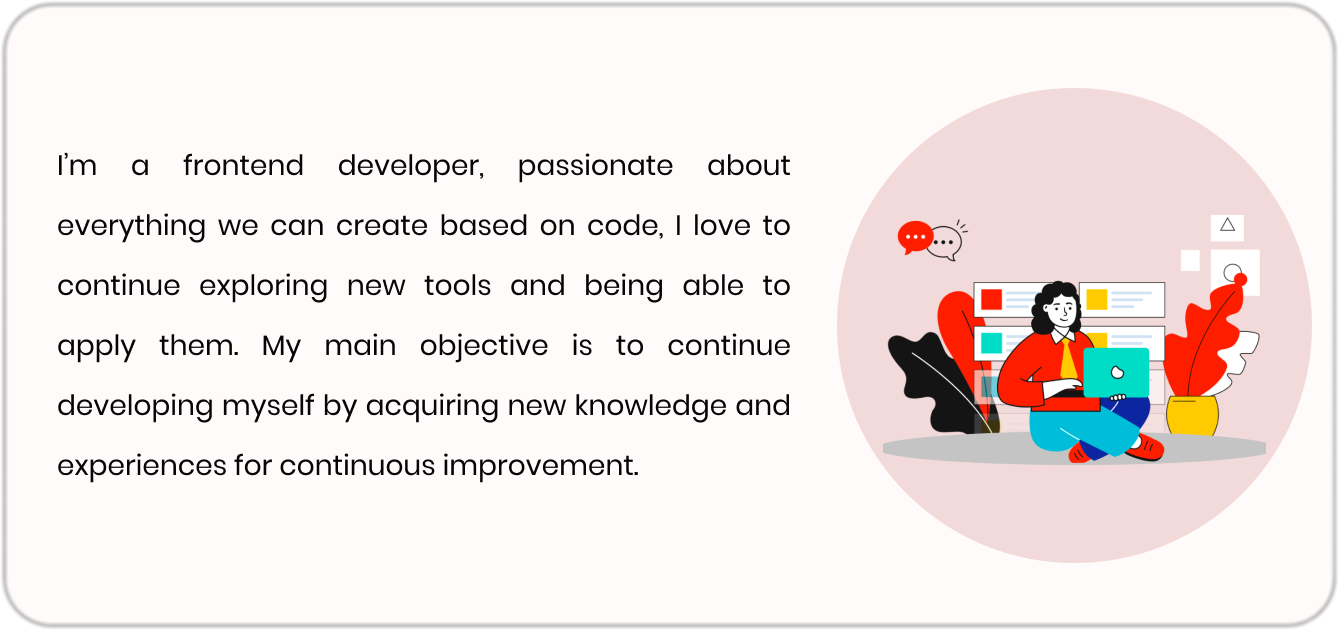 I’m a frontend developer, passionate about
everything we can create based on code, I love to
continue exploring new tools and being able to
apply them. My main objective is to continue
developing myself by acquiring new knowledge and
experiences for continuous improvement.